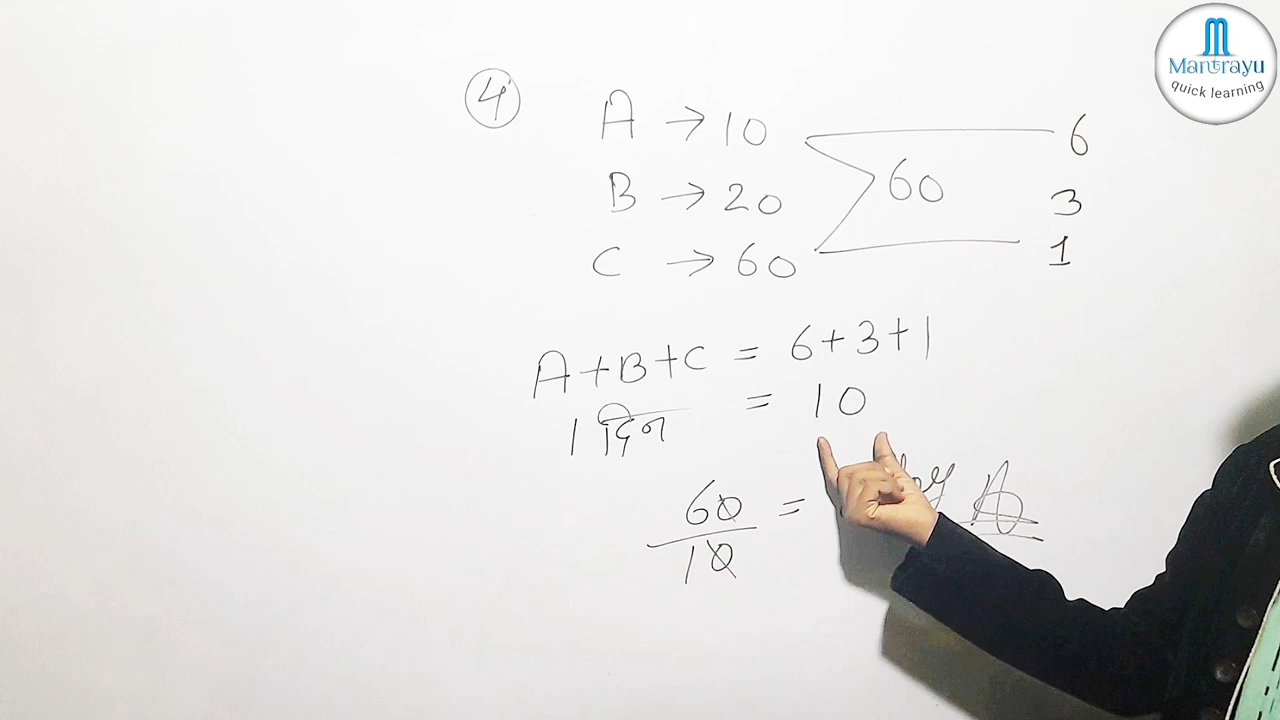 Mantrayu
quick learning
4
A → 10
B → 20
C → 60
60
6
3
1
A + B + C = 6 + 3 + 1
1 दिन = 10
60
10
=